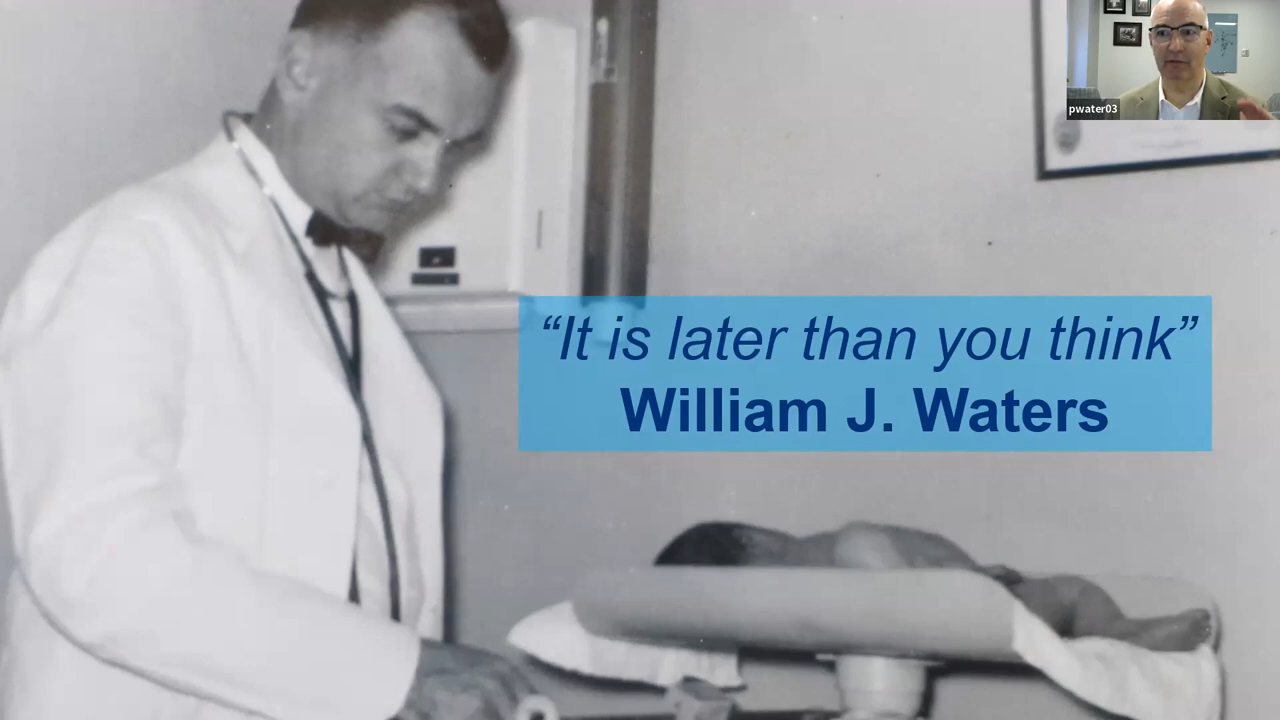 pwater03
“It is later than you think”
William J. Waters